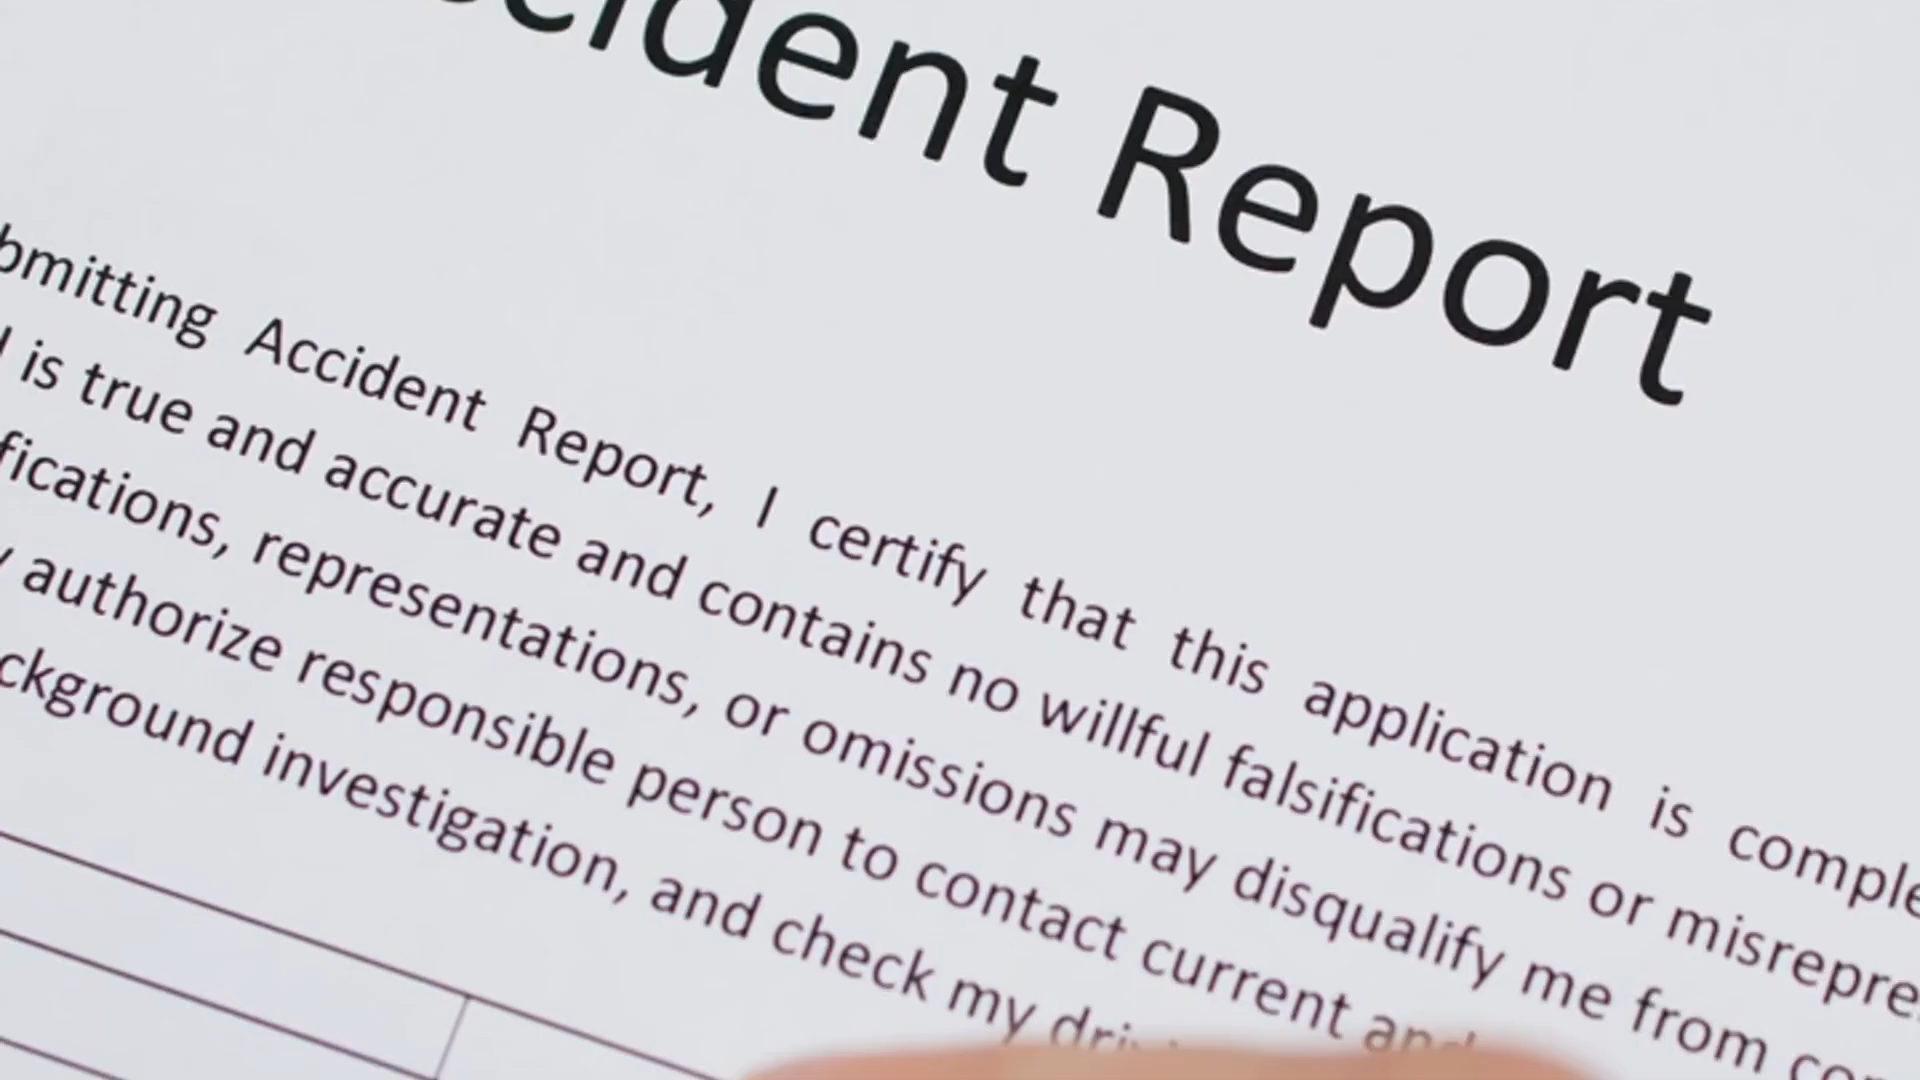 cident Report
bmitting Accident Report, I certify that this application is comple
is true and accurate and contains no willful falsifications or misrepre
fications, representations, or omissions may disqualify me from co
y authorize responsible person to contact current and
ckground investigation, and check my dri